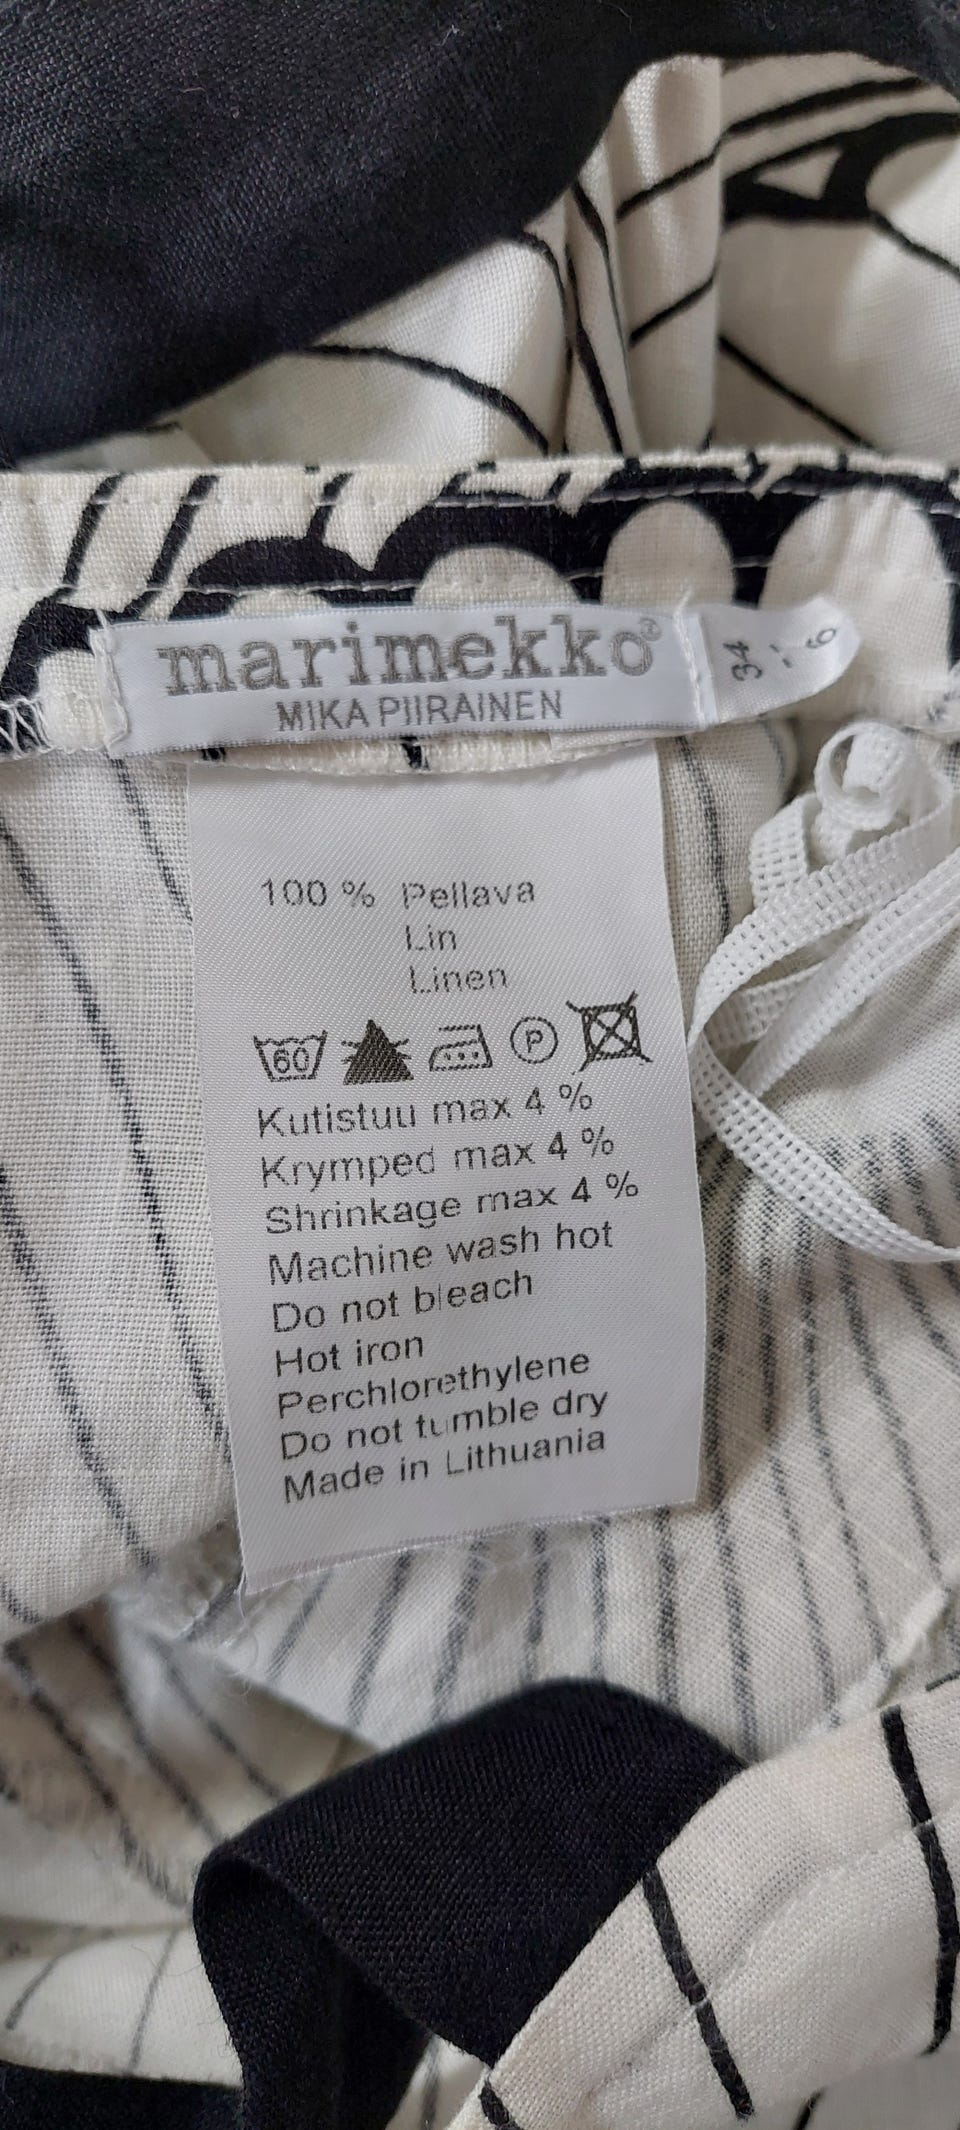 marimekko®
MIKA PIIRAINEN
34
6
100 % Pellava
Lin
Linen
60
P
Kutistuu max 4 %
Krymped max 4 %
Shrinkage max 4 %
Machine wash hot
Do not bleach
Hot iron
Perchlorethylene
Do not tumble dry
Made in Lithuania